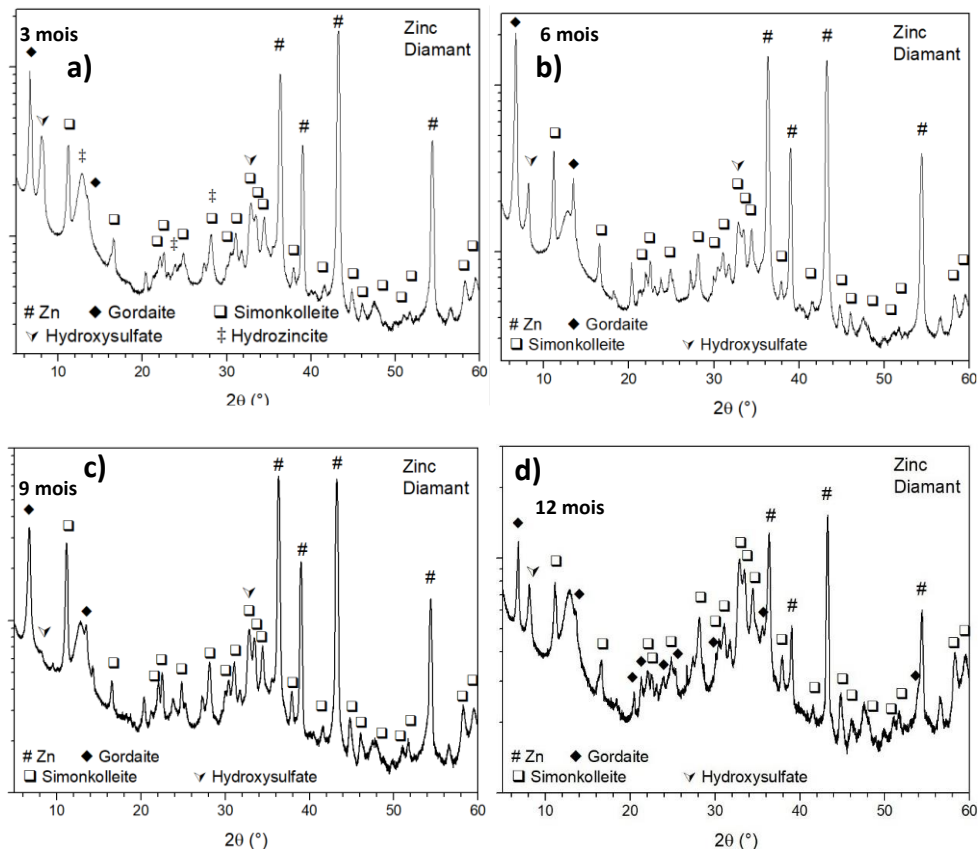 3 mois
a)
Zinc
Diamant
# Zn ◆ Gordaite ❑ Simonkolleite
Hydroxysulfate ‡ Hydrozincite
10 20 30 40 50 60
2θ (°)
6 mois
b)
Zinc
Diamant
# Zn ◆ Gordaite
❑ Simonkolleite Hydroxysulfate
10 20 30 40 50 60
2θ (°)
c)
9 mois
Zinc
Diamant
# Zn ◆ Gordaite
❑ Simonkolleite Hydroxysulfate
10 20 30 40 50 60
2θ (°)
d)
12 mois
Zinc
Diamant
# Zn ◆ Gordaite
❑ Simonkolleite Hydroxysulfate
10 20 30 40 50 60
2θ (°)